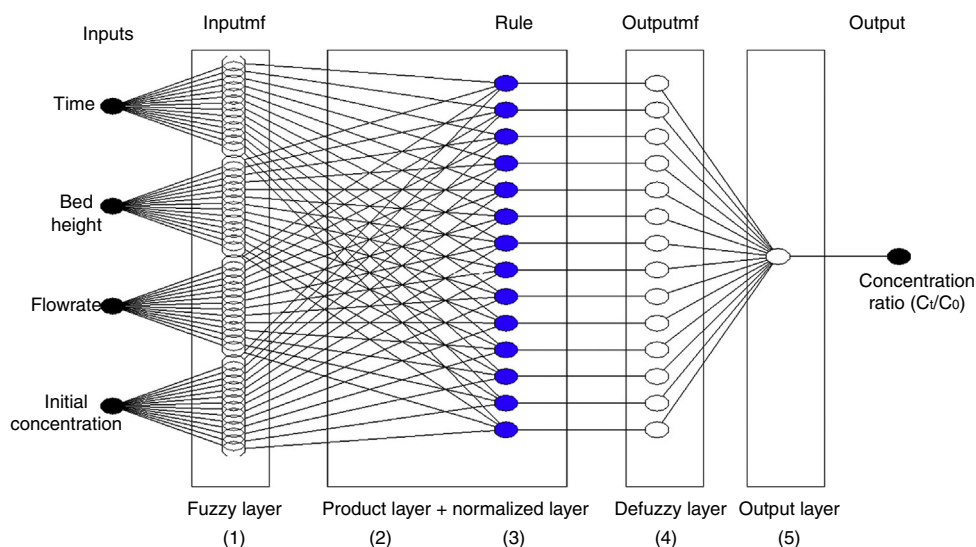 Inputs
Inputmf
Rule
Outputmf
Output
Time
Bed
height
Flowrate
Initial
concentration
Concentration
ratio (Ct/C0)
Fuzzy layer
Product layer + normalized layer
Defuzzy layer
Output layer
(1)
(2)
(3)
(4)
(5)